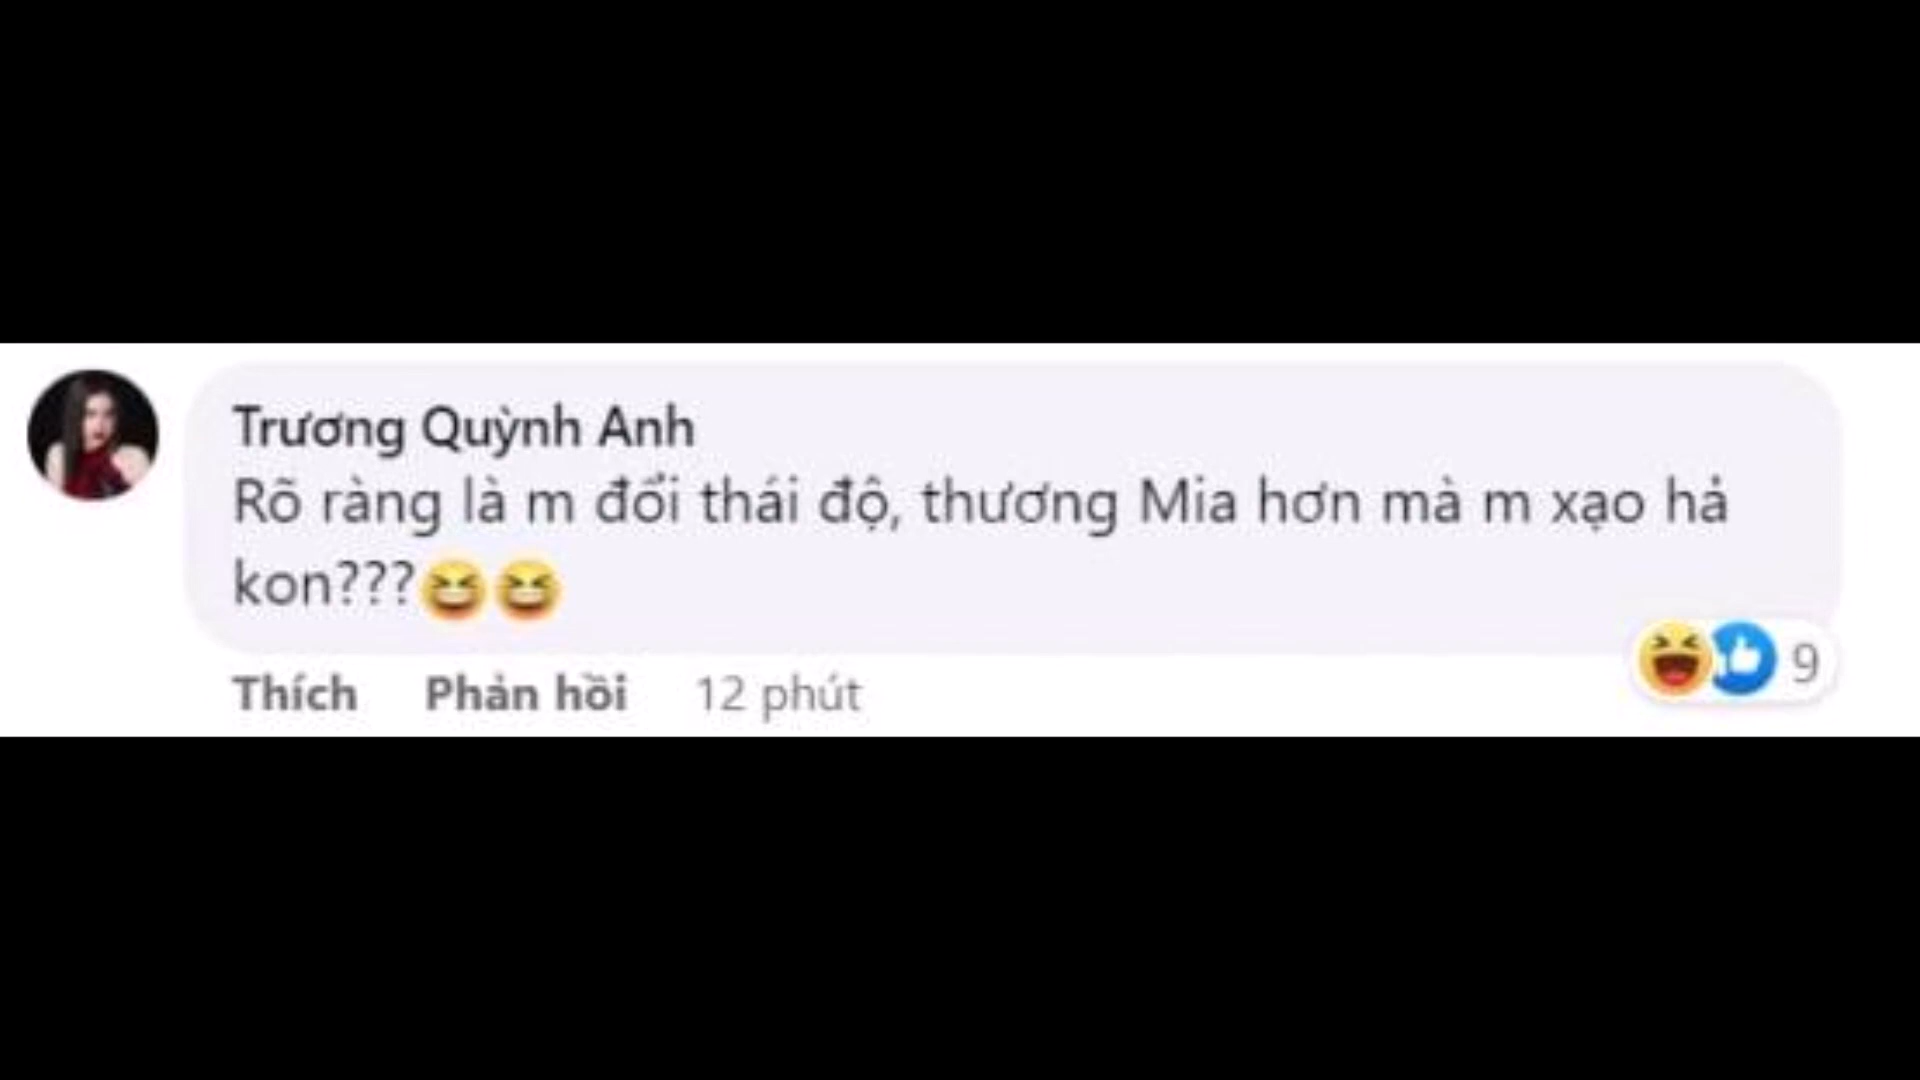 Trương Quỳnh Anh
Rõ ràng là m đổi thái độ, thương Mia hơn mà m xạo hả
kon???😆😆
Thích Phản hồi 12 phút 9